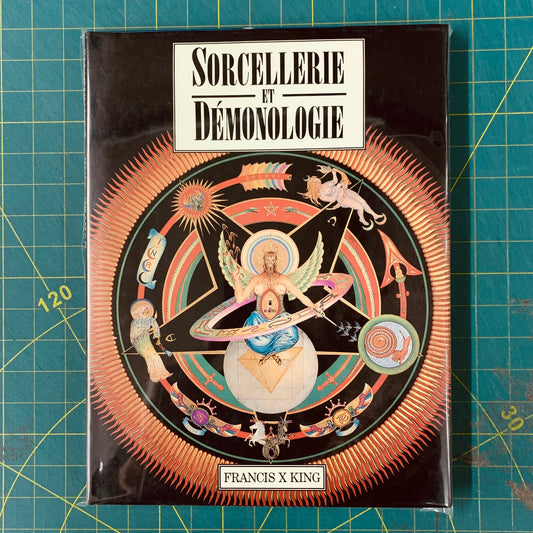 SORCELLERIE
ET
DÉMONOLOGIE
FRANCIS X KING
120
30